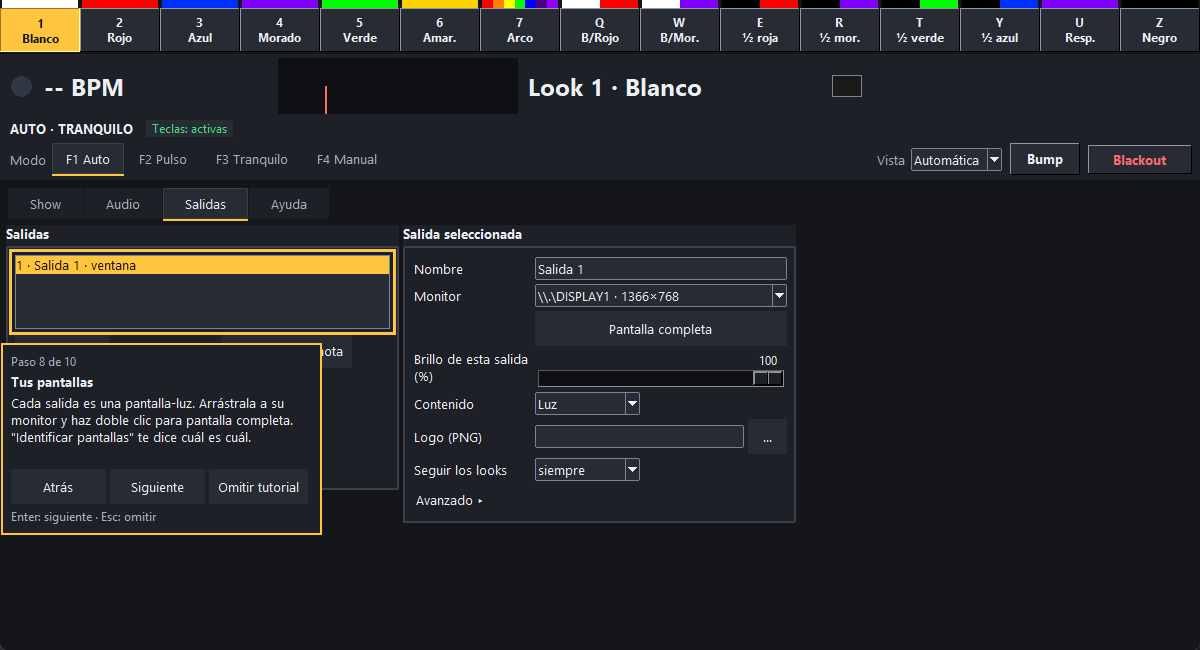 1 2 3 4 5 6 7 Q W E R T Y U Z
Blanco Rojo Azul Morado Verde Amar. Arco B/Rojo B/Mor. ½ roja ½ mor. ½ verde ½ azul Resp. Negro
-- BPM
Look 1 · Blanco
AUTO · TRANQUILO Teclas: activas
Modo F1 Auto F2 Pulso F3 Tranquilo F4 Manual Vista Automática Bump Blackout
Show Audio Salidas Ayuda
Salidas
1 · Salida 1 · ventana
Paso 8 de 10
Tus pantallas
Cada salida es una pantalla-luz. Arrástrala a su
monitor y haz doble clic para pantalla completa.
"Identificar pantallas" te dice cuál es cuál.
Atrás Siguiente Omitir tutorial
Enter: siguiente · Esc: omitir
Salida seleccionada
Nombre Salida 1
Monitor \\.\DISPLAY1 · 1366×768
Pantalla completa
Brillo de esta salida 100
(%)
Contenido Luz
Logo (PNG) ...
Seguir los looks siempre
Avanzado ▸